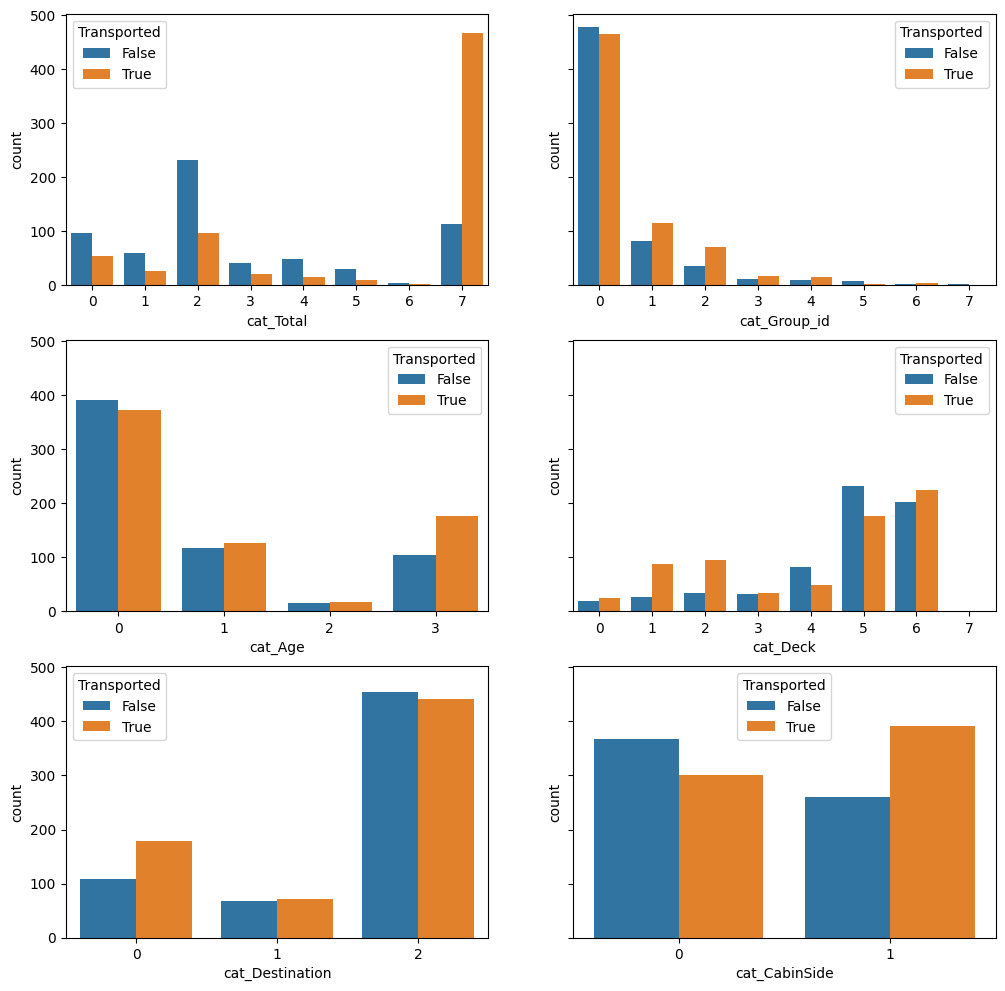 Transported
False
True
count
500
400
300
200
100
0
0 1 2 3 4 5 6 7
cat_Total
Transported
False
True
count
0 1 2 3 4 5 6 7
cat_Group_id
Transported
False
True
count
500
400
300
200
100
0
0 1 2 3
cat_Age
Transported
False
True
count
0 1 2 3 4 5 6 7
cat_Deck
Transported
False
True
count
500
400
300
200
100
0
0 1 2
cat_Destination
Transported
False
True
count
0 1
cat_CabinSide